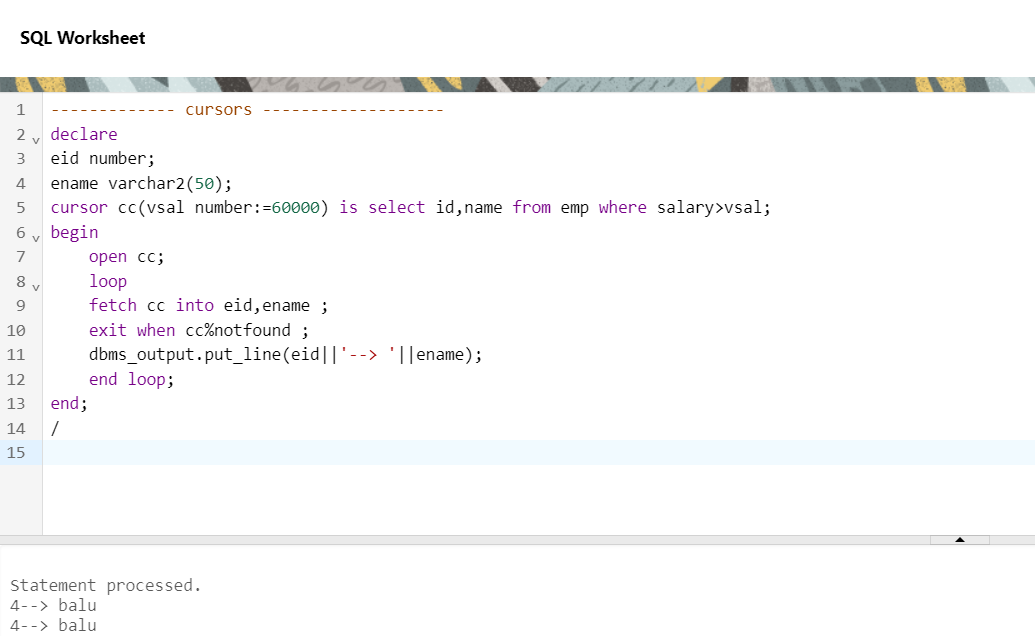 SQL Worksheet
1 ------------- cursors -------------------
2 declare
3 eid number;
4 ename varchar2(50);
5 cursor cc(vsal number:=60000) is select id,name from emp where salary>vsal;
6 begin
7     open cc;
8     loop
9     fetch cc into eid,ename ;
10     exit when cc%notfound ;
11     dbms_output.put_line(eid||'--> '||ename);
12     end loop;
13 end;
14 /
15
Statement processed.
4--> balu
4--> balu